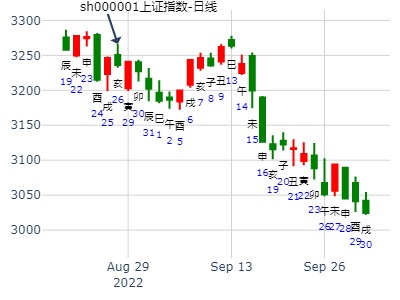 sh000001上证指数-日线
3300
3250
3200
3150
3100
3050
3000
辰
19
未
22
申
23
酉
24
戌
25
亥
26
寅
29
卯
30
辰
31
巳
1
午
2
酉
5
戌
6
亥
7
子
8
丑
9
巳
13
午
14
未
15
申
16
亥
19
子
20
丑
21
寅
22
卯
23
午
26
未
27
申
28
酉
29
戌
30
Aug 29
2022
Sep 13
Sep 26